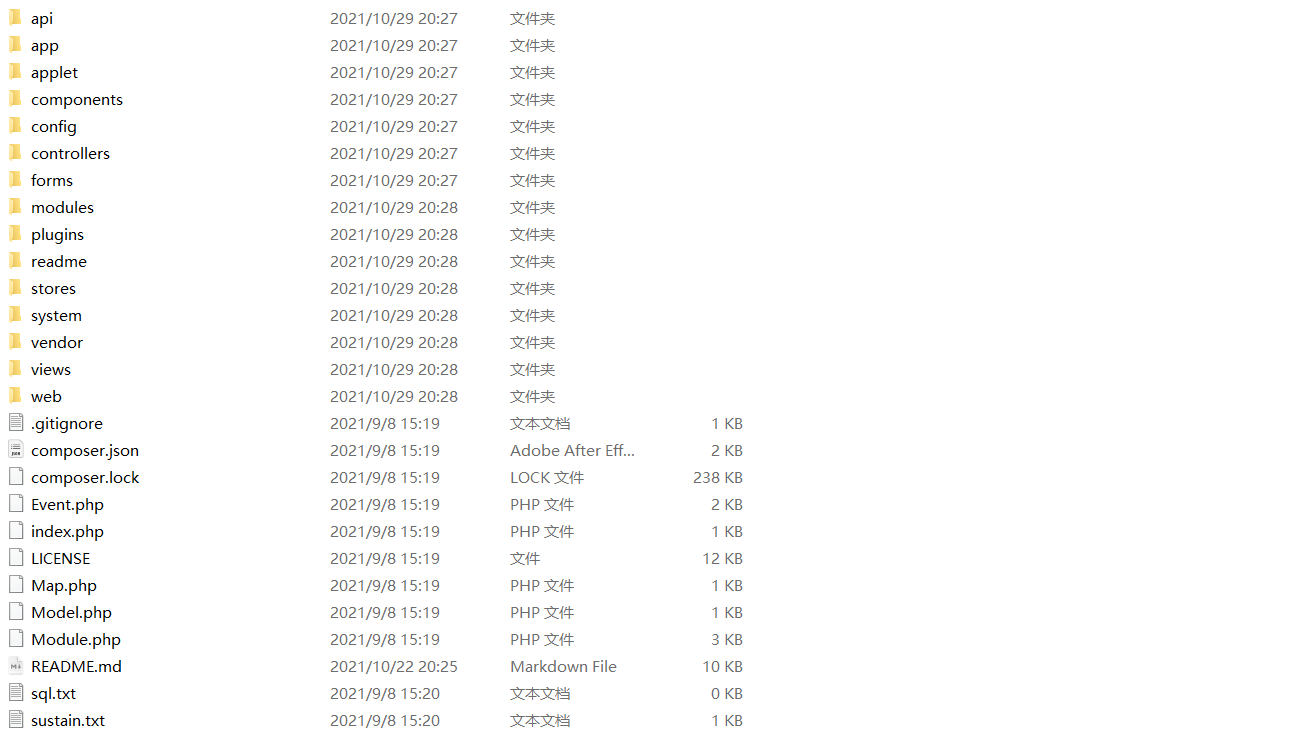 api 2021/10/29 20:27 文件夹
app 2021/10/29 20:27 文件夹
applet 2021/10/29 20:27 文件夹
components 2021/10/29 20:27 文件夹
config 2021/10/29 20:27 文件夹
controllers 2021/10/29 20:27 文件夹
forms 2021/10/29 20:27 文件夹
modules 2021/10/29 20:28 文件夹
plugins 2021/10/29 20:28 文件夹
readme 2021/10/29 20:28 文件夹
stores 2021/10/29 20:28 文件夹
system 2021/10/29 20:28 文件夹
vendor 2021/10/29 20:28 文件夹
views 2021/10/29 20:28 文件夹
web 2021/10/29 20:28 文件夹
.gitignore 2021/9/8 15:19 文本文档 1 KB
composer.json 2021/9/8 15:19 Adobe After Eff... 2 KB
composer.lock 2021/9/8 15:19 LOCK 文件 238 KB
Event.php 2021/9/8 15:19 PHP 文件 2 KB
index.php 2021/9/8 15:19 PHP 文件 1 KB
LICENSE 2021/9/8 15:19 文件 12 KB
Map.php 2021/9/8 15:19 PHP 文件 1 KB
Model.php 2021/9/8 15:19 PHP 文件 1 KB
Module.php 2021/9/8 15:19 PHP 文件 3 KB
README.md 2021/10/22 20:25 Markdown File 10 KB
sql.txt 2021/9/8 15:20 文本文档 0 KB
sustain.txt 2021/9/8 15:20 文本文档 1 KB